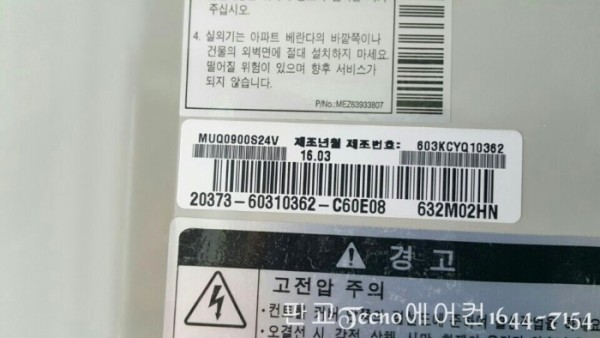 주십시오.
4. 실외기는 아파트 베란다의 바깥쪽이나
건물의 외벽면에 절대 설치하지 마세요.
떨어질 위험이 있으며 향후 서비스가
되지 않습니다.
P/No.: MEZ63933807
MUQ0900S24V 제조년월 제조번호: 603KCYQ10362
16.03
20373-60310362-C60E08 632M02HN
경고
고전압 주의
판교Tecno에어컨1644-7154